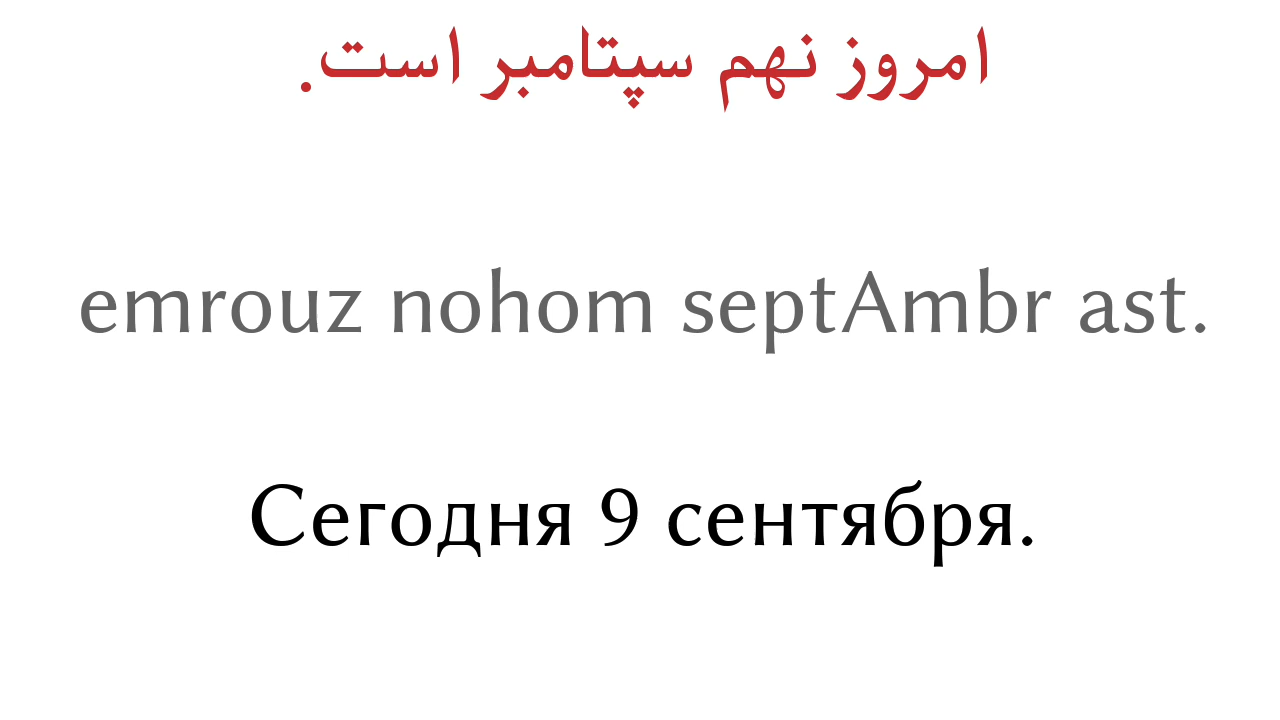 امروز نهم سپتامبر است.
emrouz nohom septAmbr ast.
Сегодня 9 сентября.